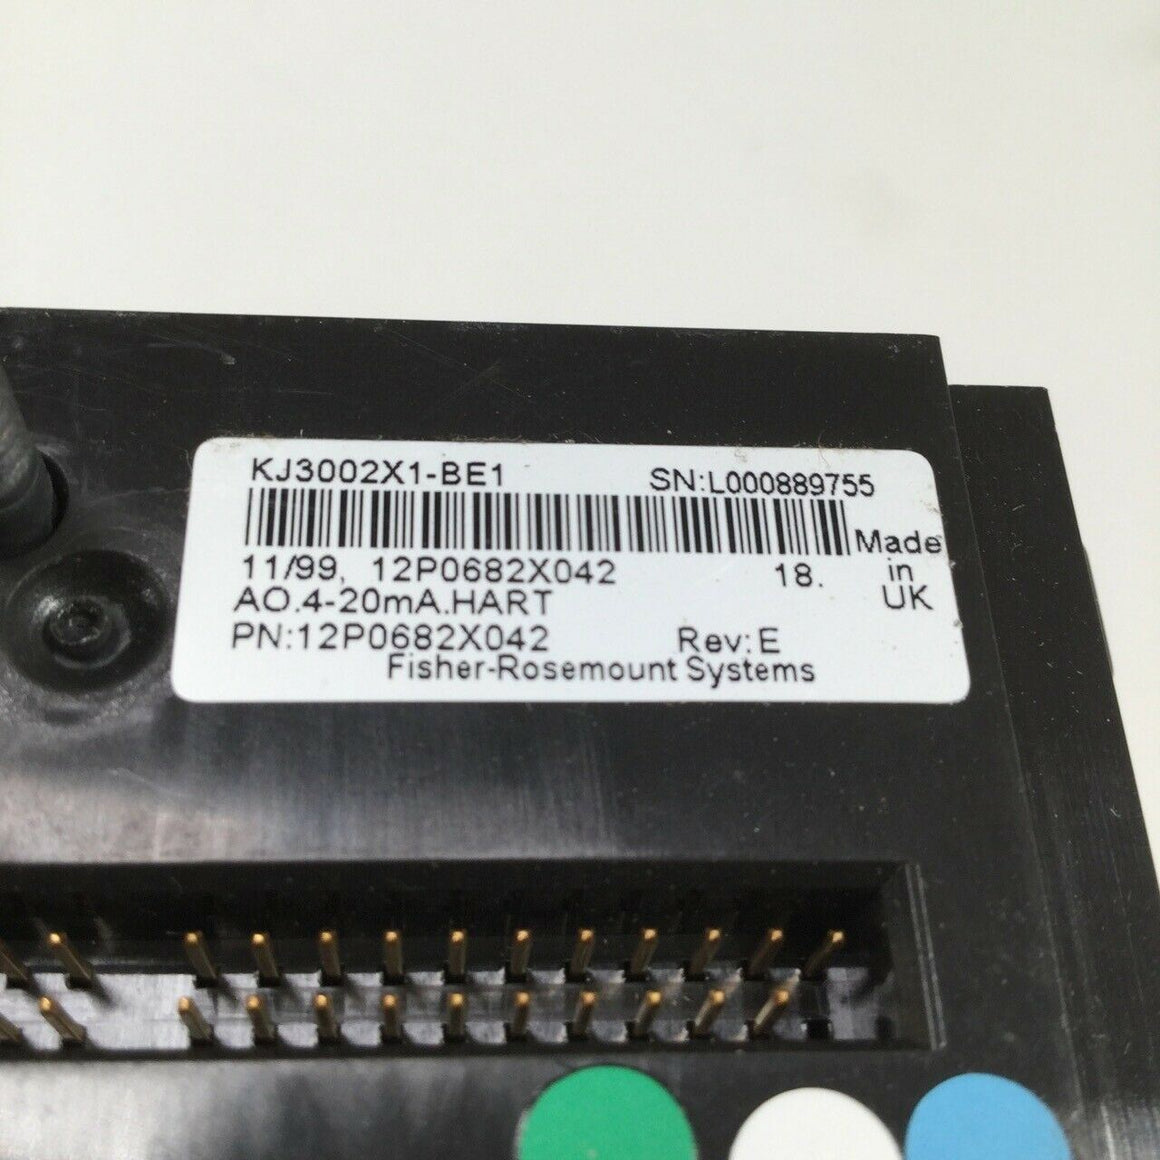 KJ3002X1-BE1 SN:L000889755
Made
in
UK
11/99, 12P0682X042 18.
AO.4-20mA.HART
PN:12P0682X042 Rev:E
Fisher-Rosemount Systems